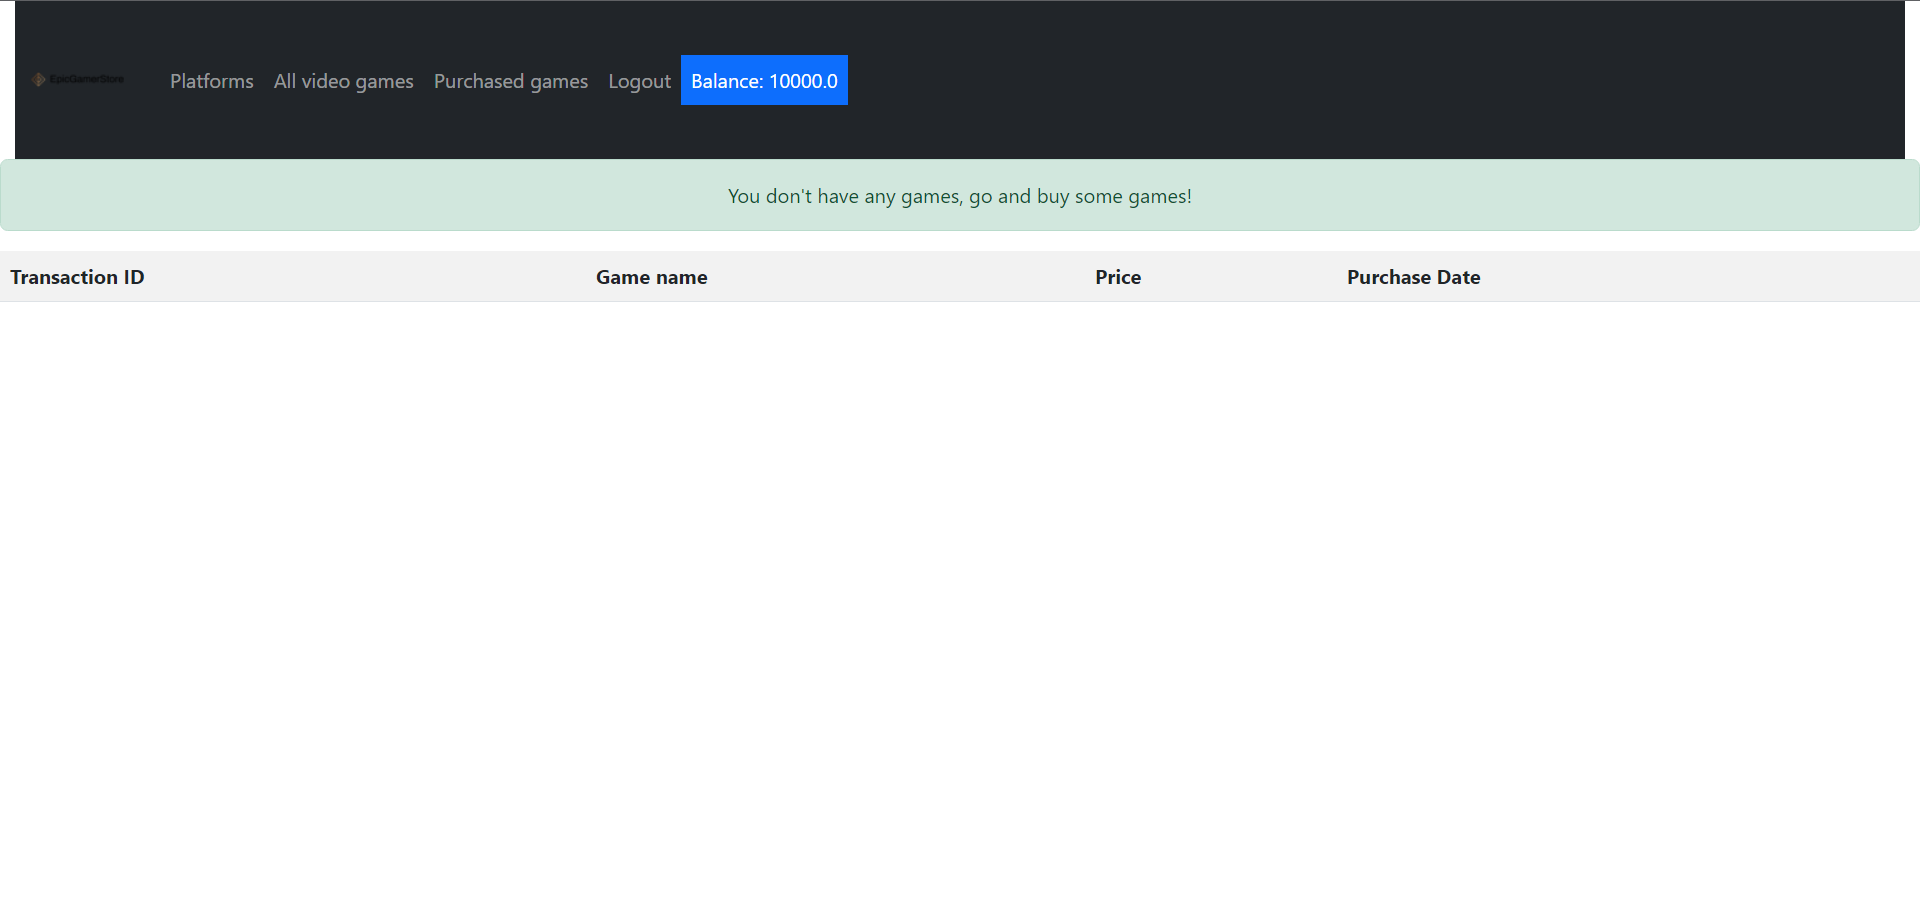 EpicGamerStore
Platforms All video games Purchased games Logout Balance: 10000.0
You don't have any games, go and buy some games!
Transaction ID Game name Price Purchase Date